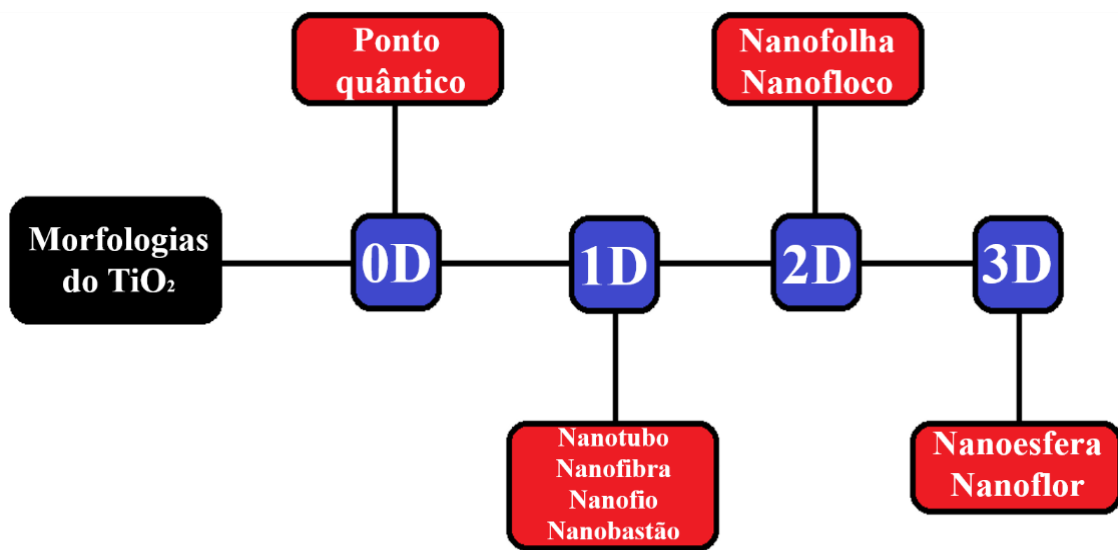 Morfologias
do TiO₂
0D
Ponto
quântico
1D
Nanotubo
Nanofibra
Nanofio
Nanobastão
2D
Nanofolha
Nanofloco
3D
Nanoesfera
Nanoflor